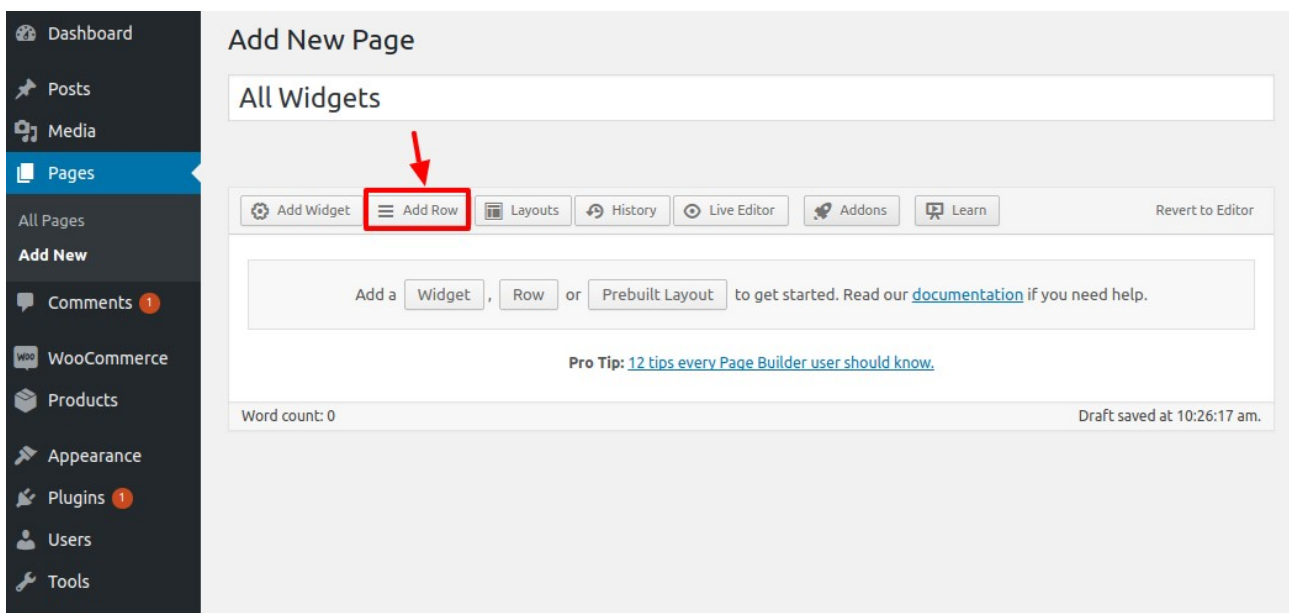 Dashboard
Posts
Media
Pages
All Pages
Add New
Comments 1
WOO WooCommerce
Products
Appearance
Plugins 1
Users
Tools
Add New Page
All Widgets
Add Widget Add Row Layouts History Live Editor Addons Learn Revert to Editor
Add a Widget , Row or Prebuilt Layout to get started. Read our documentation if you need help.
Pro Tip: 12 tips every Page Builder user should know.
Word count: 0 Draft saved at 10:26:17 am.